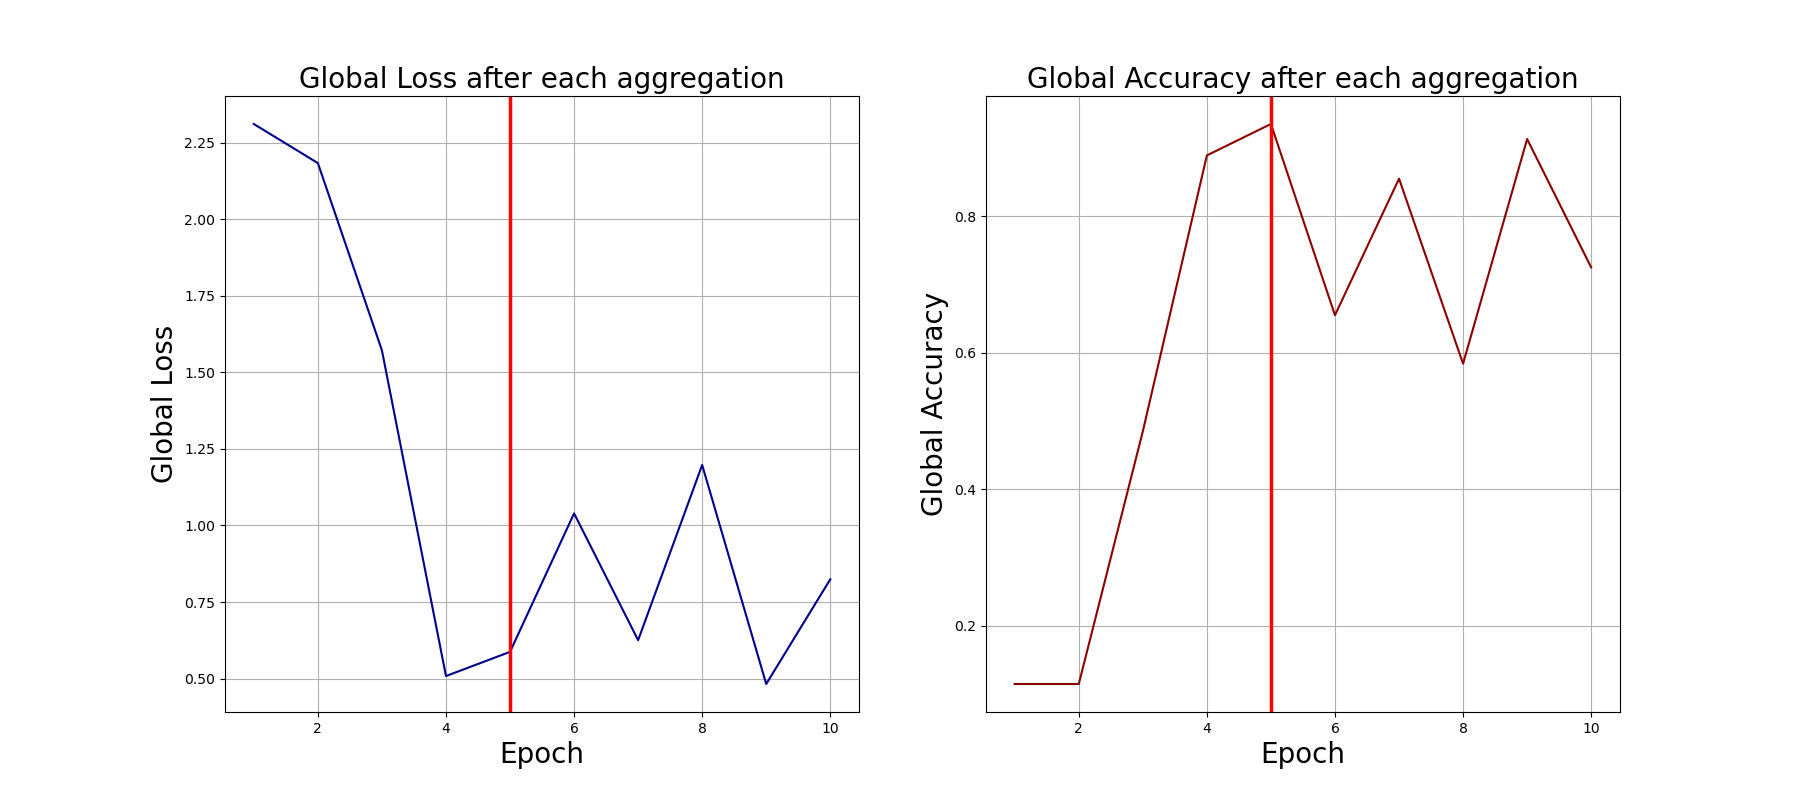 Global Loss after each aggregation
Global Loss
2.25
2.00
1.75
1.50
1.25
1.00
0.75
0.50
2 4 6 8 10
Epoch
Global Accuracy after each aggregation
Global Accuracy
0.8
0.6
0.4
0.2
2 4 6 8 10
Epoch